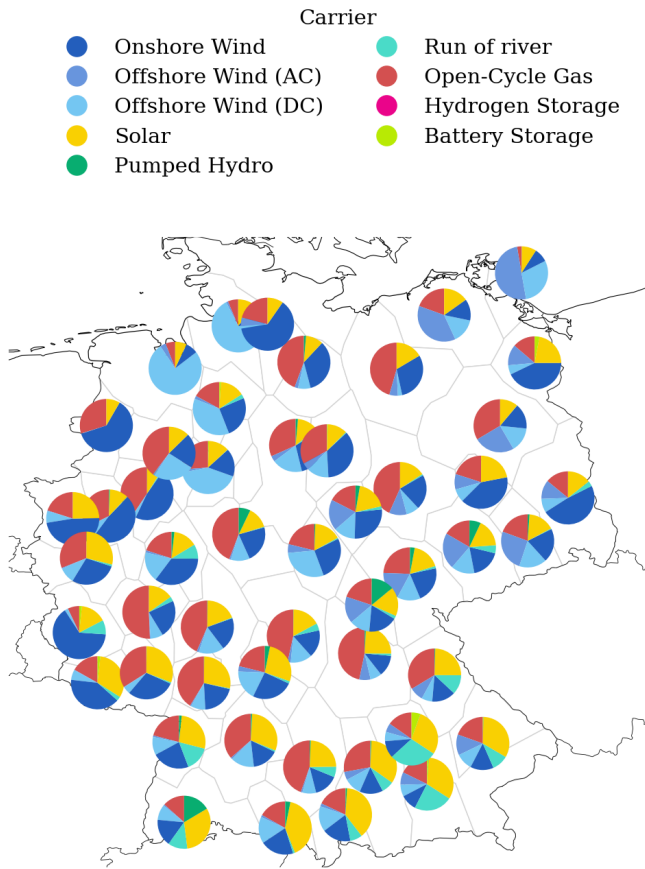 Carrier
Onshore Wind
Offshore Wind (AC)
Offshore Wind (DC)
Solar
Pumped Hydro
Run of river
Open-Cycle Gas
Hydrogen Storage
Battery Storage